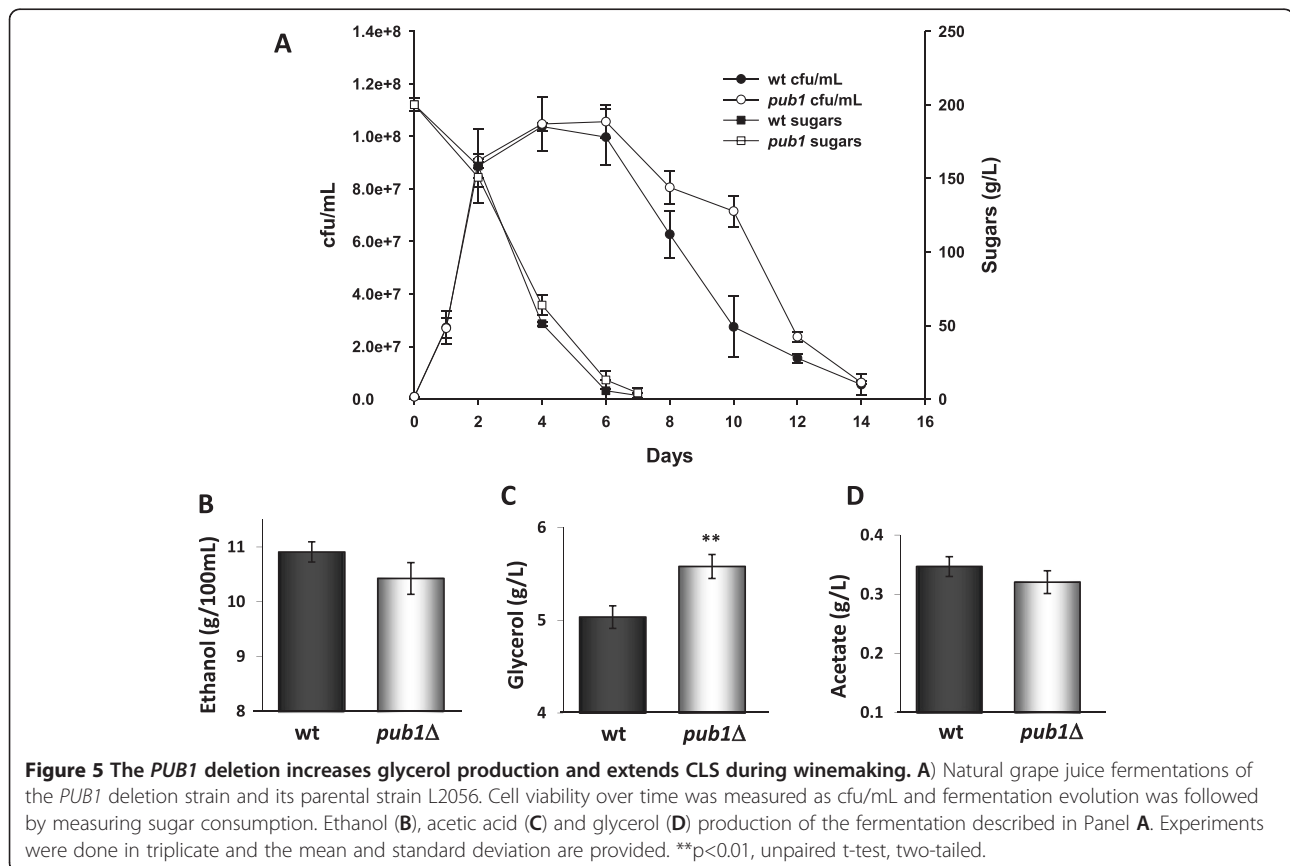 A
1.4e+8
1.2e+8
1.0e+8
8.0e+7
6.0e+7
4.0e+7
2.0e+7
0.0
cfu/mL
250
200
150
100
50
0
Sugars (g/L)
wt cfu/mL
pub1 cfu/mL
wt sugars
pub1 sugars
0 2 4 6 8 10 12 14 16
Days
B
Ethanol (g/100mL)
11
10
9
8
wt pub1Δ
C
Glycerol (g/L)
6
5
4
**
wt pub1Δ
D
Acetate (g/L)
0.4
0.3
0.2
0.1
wt pub1Δ
Figure 5 The PUB1 deletion increases glycerol production and extends CLS during winemaking. A) Natural grape juice fermentations of
the PUB1 deletion strain and its parental strain L2056. Cell viability over time was measured as cfu/mL and fermentation evolution was followed
by measuring sugar consumption. Ethanol (B), acetic acid (C) and glycerol (D) production of the fermentation described in Panel A. Experiments
were done in triplicate and the mean and standard deviation are provided. **p<0.01, unpaired t-test, two-tailed.